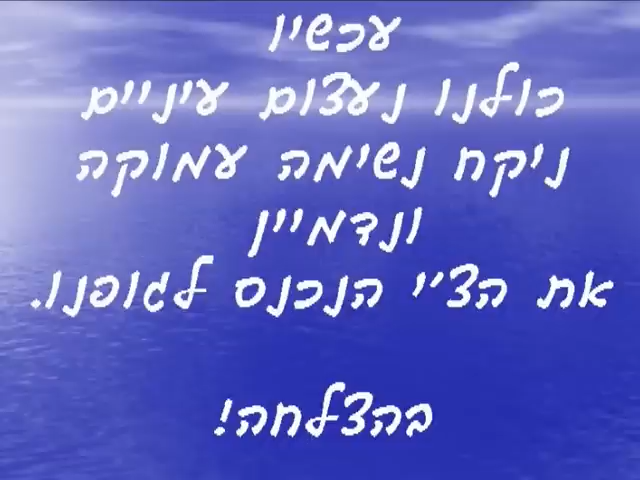 עכשיו
כולנו נעצום עיניים
ניקח נשימה עמוקה
ונדמיין
את הצ'י הנכנס לגופנו.
בהצלחה!